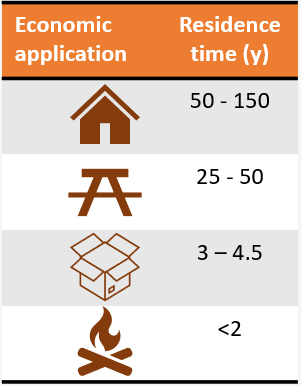 Economic Residence
application time (y)
50 - 150
25 - 50
3 – 4.5
<2